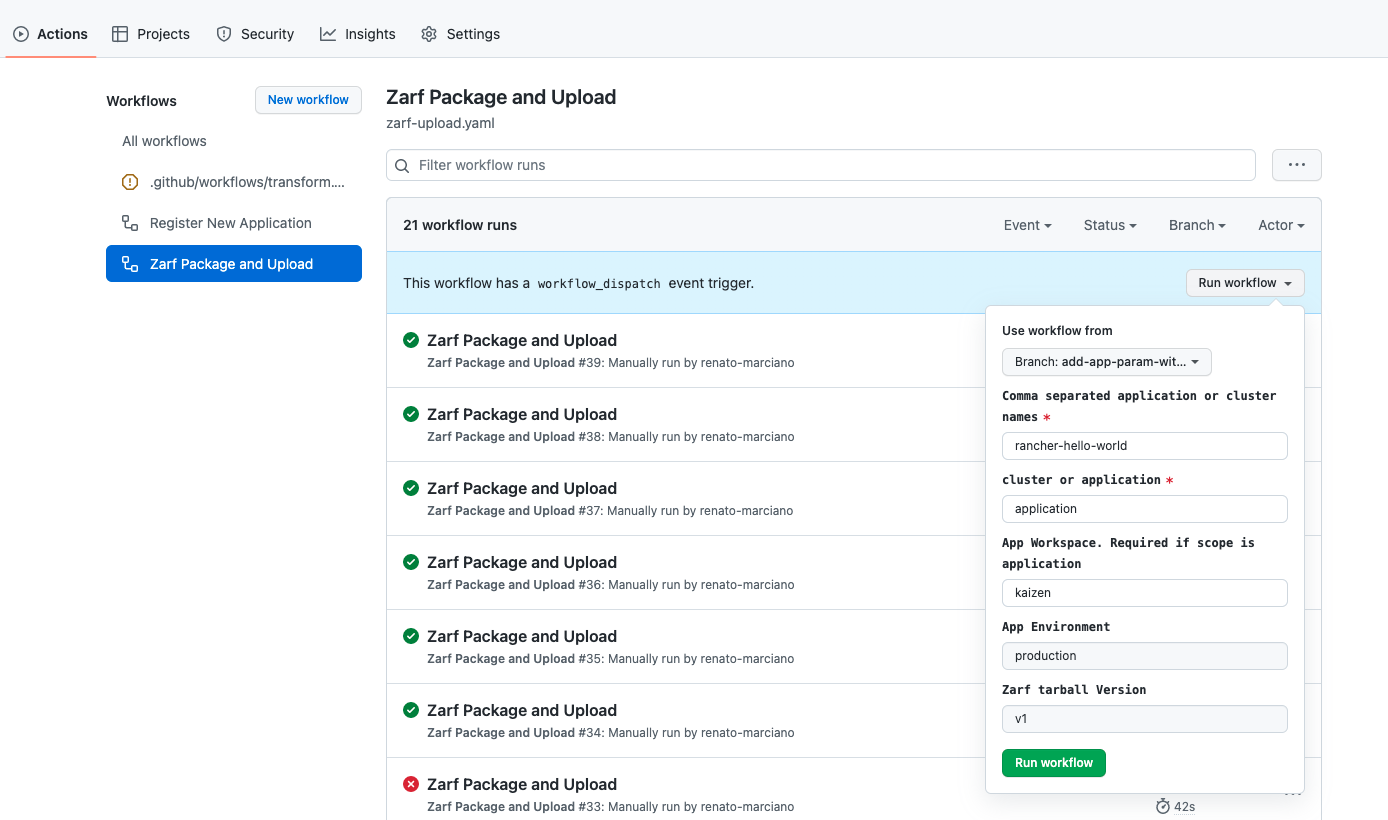 Actions
Projects
Security
Insights
Settings
Workflows
New workflow
All workflows
.github/workflows/transform....
Register New Application
Zarf Package and Upload
Zarf Package and Upload
zarf-upload.yaml
Filter workflow runs
21 workflow runs
Event
Status
Branch
Actor
This workflow has a workflow_dispatch event trigger.
Run workflow
Zarf Package and Upload
Zarf Package and Upload #39: Manually run by renato-marciano
Zarf Package and Upload
Zarf Package and Upload #38: Manually run by renato-marciano
Zarf Package and Upload
Zarf Package and Upload #37: Manually run by renato-marciano
Zarf Package and Upload
Zarf Package and Upload #36: Manually run by renato-marciano
Zarf Package and Upload
Zarf Package and Upload #35: Manually run by renato-marciano
Zarf Package and Upload
Zarf Package and Upload #34: Manually run by renato-marciano
Zarf Package and Upload
Zarf Package and Upload #33: Manually run by renato-marciano
42s
Use workflow from
Branch: add-app-param-wit...
Comma separated application or cluster
names *
rancher-hello-world
cluster or application *
application
App Workspace. Required if scope is
application
kaizen
App Environment
production
Zarf tarball Version
v1
Run workflow